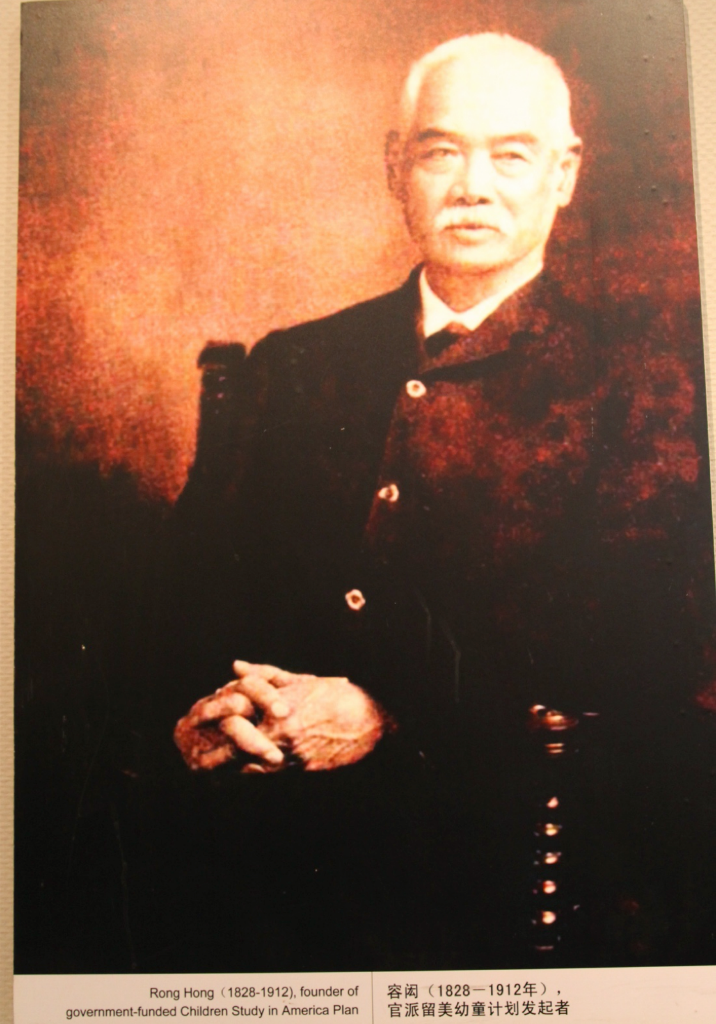 Rong Hong（1828-1912), founder of
government-funded Children Study in America Plan
容闳（1828－1912年），
官派留美幼童计划发起者